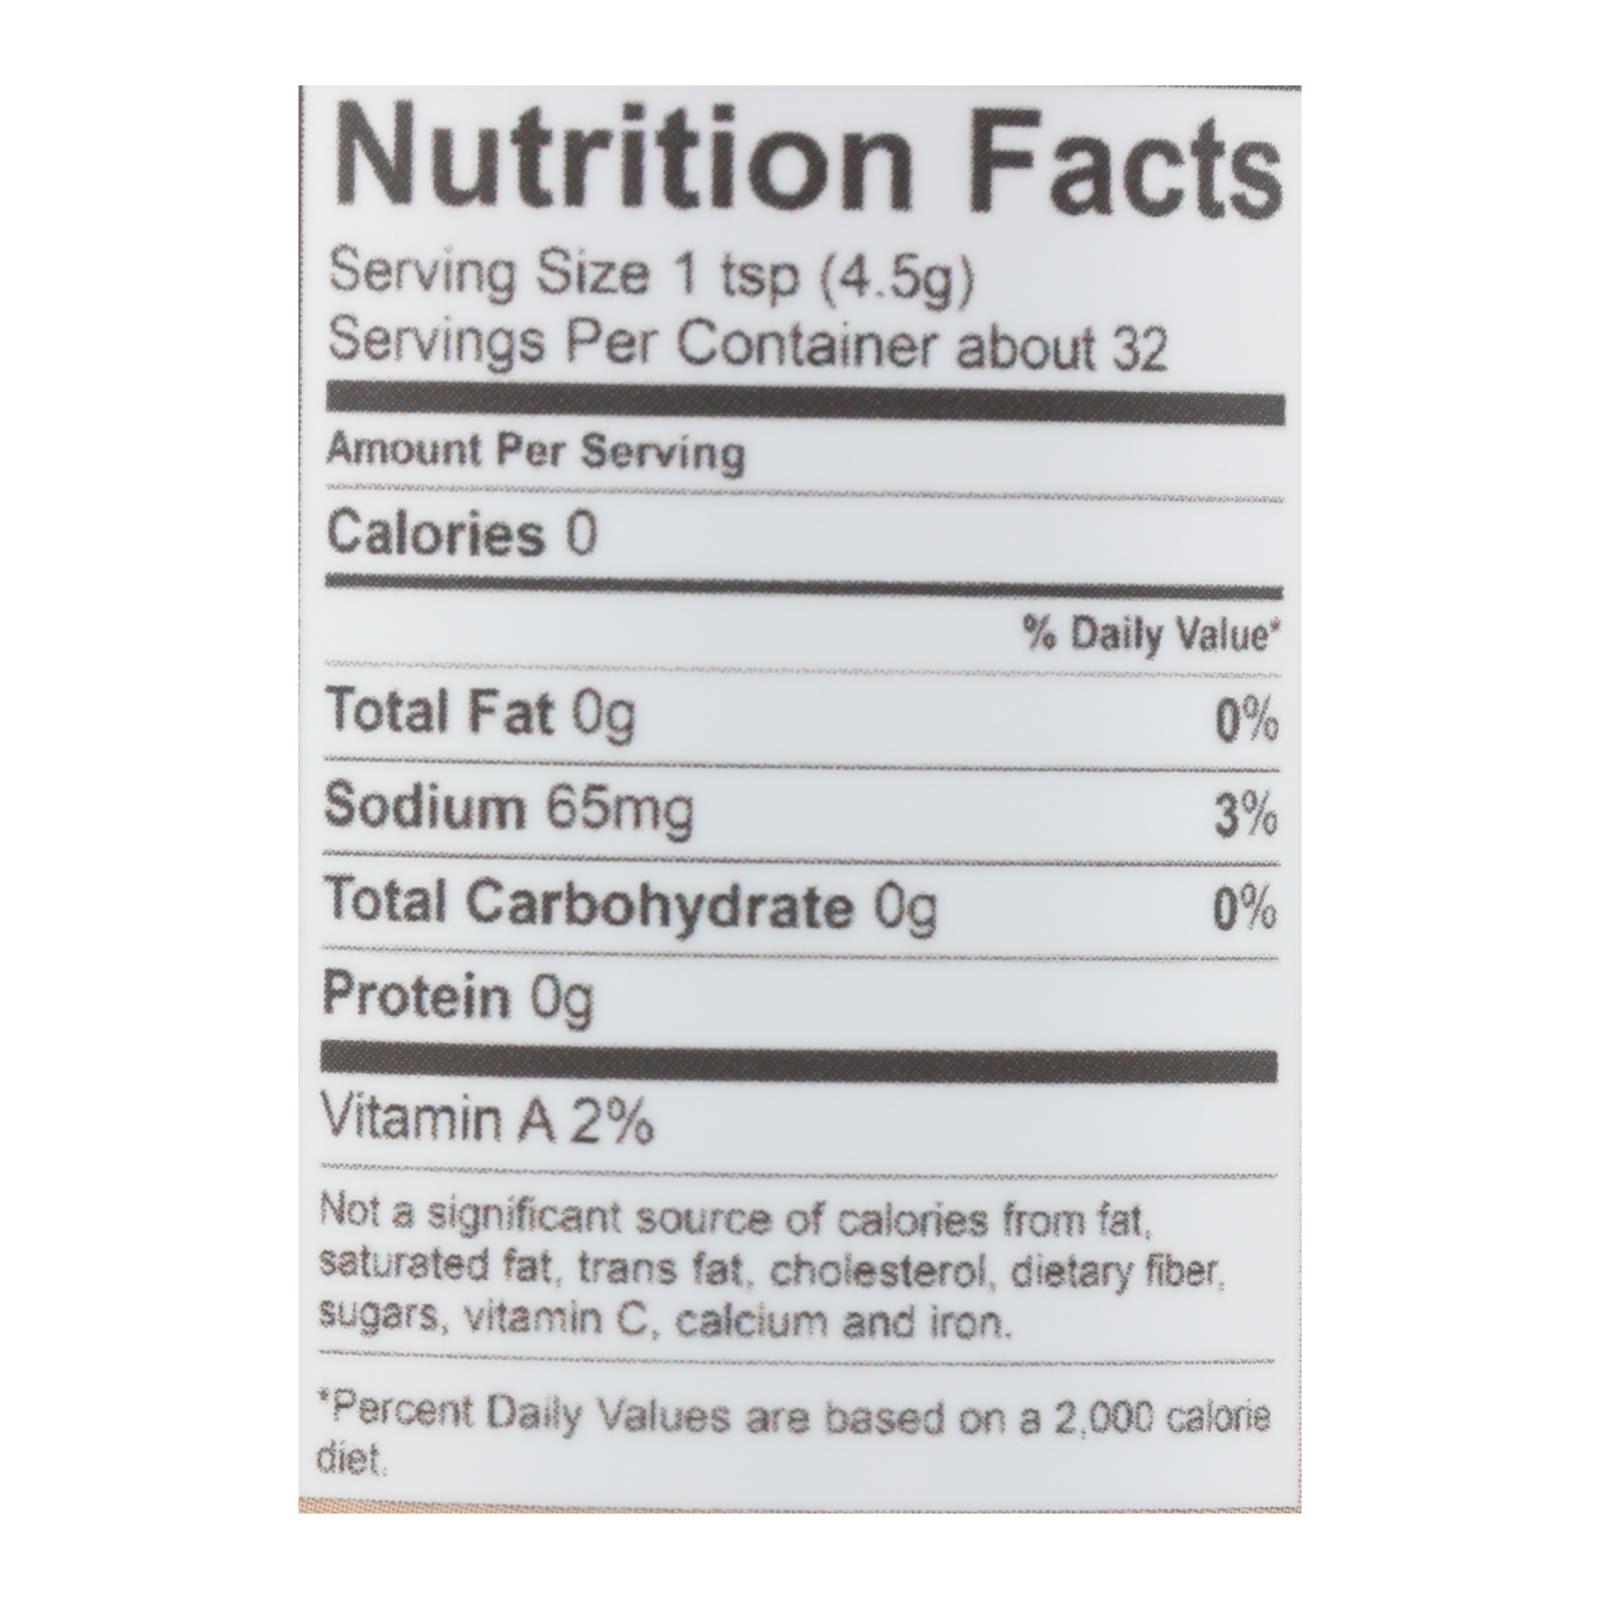 Nutrition Facts
Serving Size 1 tsp (4.5g)
Servings Per Container about 32
Amount Per Serving
Calories 0
% Daily Value*
Total Fat 0g 0%
Sodium 65mg 3%
Total Carbohydrate 0g 0%
Protein 0g
Vitamin A 2%
Not a significant source of calories from fat,
saturated fat, trans fat, cholesterol, dietary fiber,
sugars, vitamin C, calcium and iron.
*Percent Daily Values are based on a 2,000 calorie
diet.